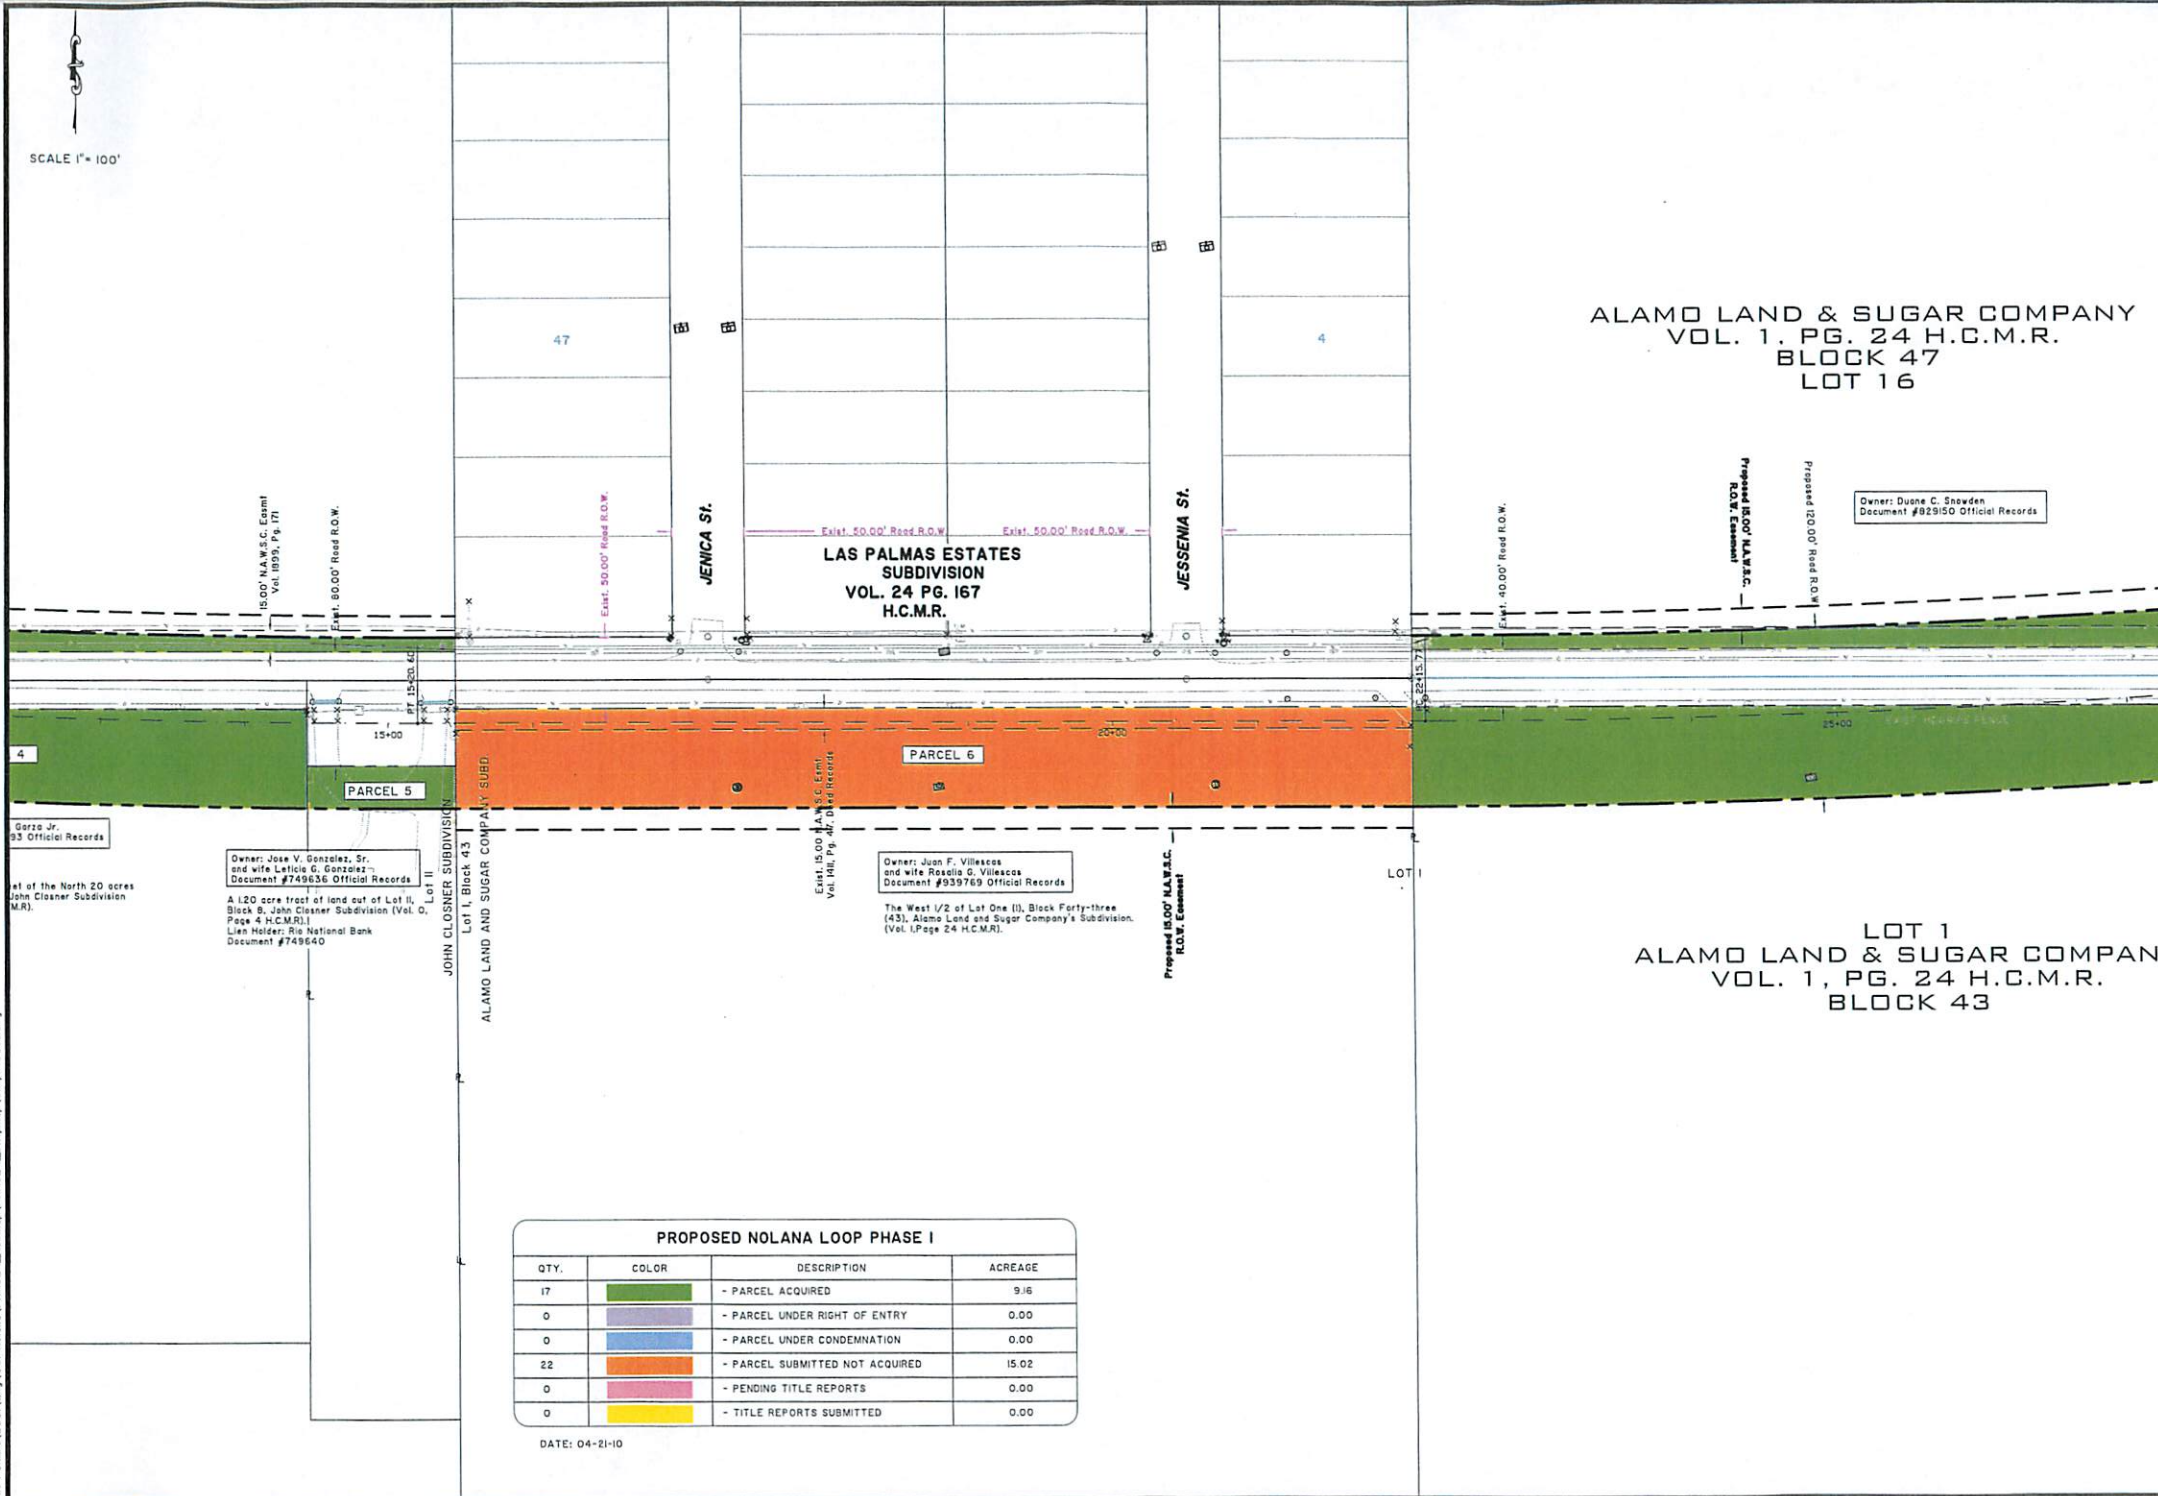 SCALE 1"= 100'
47
4
ALAMO LAND & SUGAR COMPANY
VOL. 1, PG. 24 H.C.M.R.
BLOCK 47
LOT 16
15.00' N.A.W.S.C. Easmt
Vol. 1899, Pg. 171
Exist. 80.00' Road R.O.W.
Exist. 50.00' Road R.O.W.
JENICA St.
Exist. 50.00' Road R.O.W.
Exist. 50.00' Road R.O.W.
LAS PALMAS ESTATES
SUBDIVISION
VOL. 24 PG. 167
H.C.M.R.
JESSENIA St.
Exist. 40.00' Road R.O.W.
Proposed 15.00' N.A.W.S.C.
R.O.W. Easement
Proposed 120.00' Road R.O.W.
Owner: Duane C. Snowden
Document #829150 Official Records
PT 15+20.60
22+15.77
15+00
20+00
25+00
4
PARCEL 5
PARCEL 6
Garza Jr.
93 Official Records
et of the North 20 acres
John Closner Subdivision
M.R).
Owner: Jose V. Gonzalez, Sr.
and wife Leticia G. Gonzalez
Document #749636 Official Records
A 1.20 acre tract of land out of Lot 11,
Block 8, John Closner Subdivision (Vol. 0,
Page 4 H.C.M.R).
Lien Holder: Rio National Bank
Document #749640
Lot 11
JOHN CLOSNER SUBDIVISION
Lot 1, Block 43
ALAMO LAND AND SUGAR COMPANY SUBD.
Exist. 15.00 N.A.W.S.C. Esmt.
Vol. 1411, Pg. 47, Deed Records
Owner: Juan F. Villescas
and wife Rosalia G. Villescas
Document #939769 Official Records
The West 1/2 of Lot One (1), Block Forty-three
(43), Alamo Land and Sugar Company's Subdivision.
(Vol. 1,Page 24 H.C.M.R).
Proposed 15.00' N.A.W.S.C.
R.O.W. Easement
LOT 1
LOT 1
ALAMO LAND & SUGAR COMPAN
VOL. 1, PG. 24 H.C.M.R.
BLOCK 43
PROPOSED NOLANA LOOP PHASE I
QTY. COLOR DESCRIPTION ACREAGE
17 - PARCEL ACQUIRED 9.16
0 - PARCEL UNDER RIGHT OF ENTRY 0.00
0 - PARCEL UNDER CONDEMNATION 0.00
22 - PARCEL SUBMITTED NOT ACQUIRED 15.02
0 - PENDING TITLE REPORTS 0.00
0 - TITLE REPORTS SUBMITTED 0.00
DATE: 04-21-10